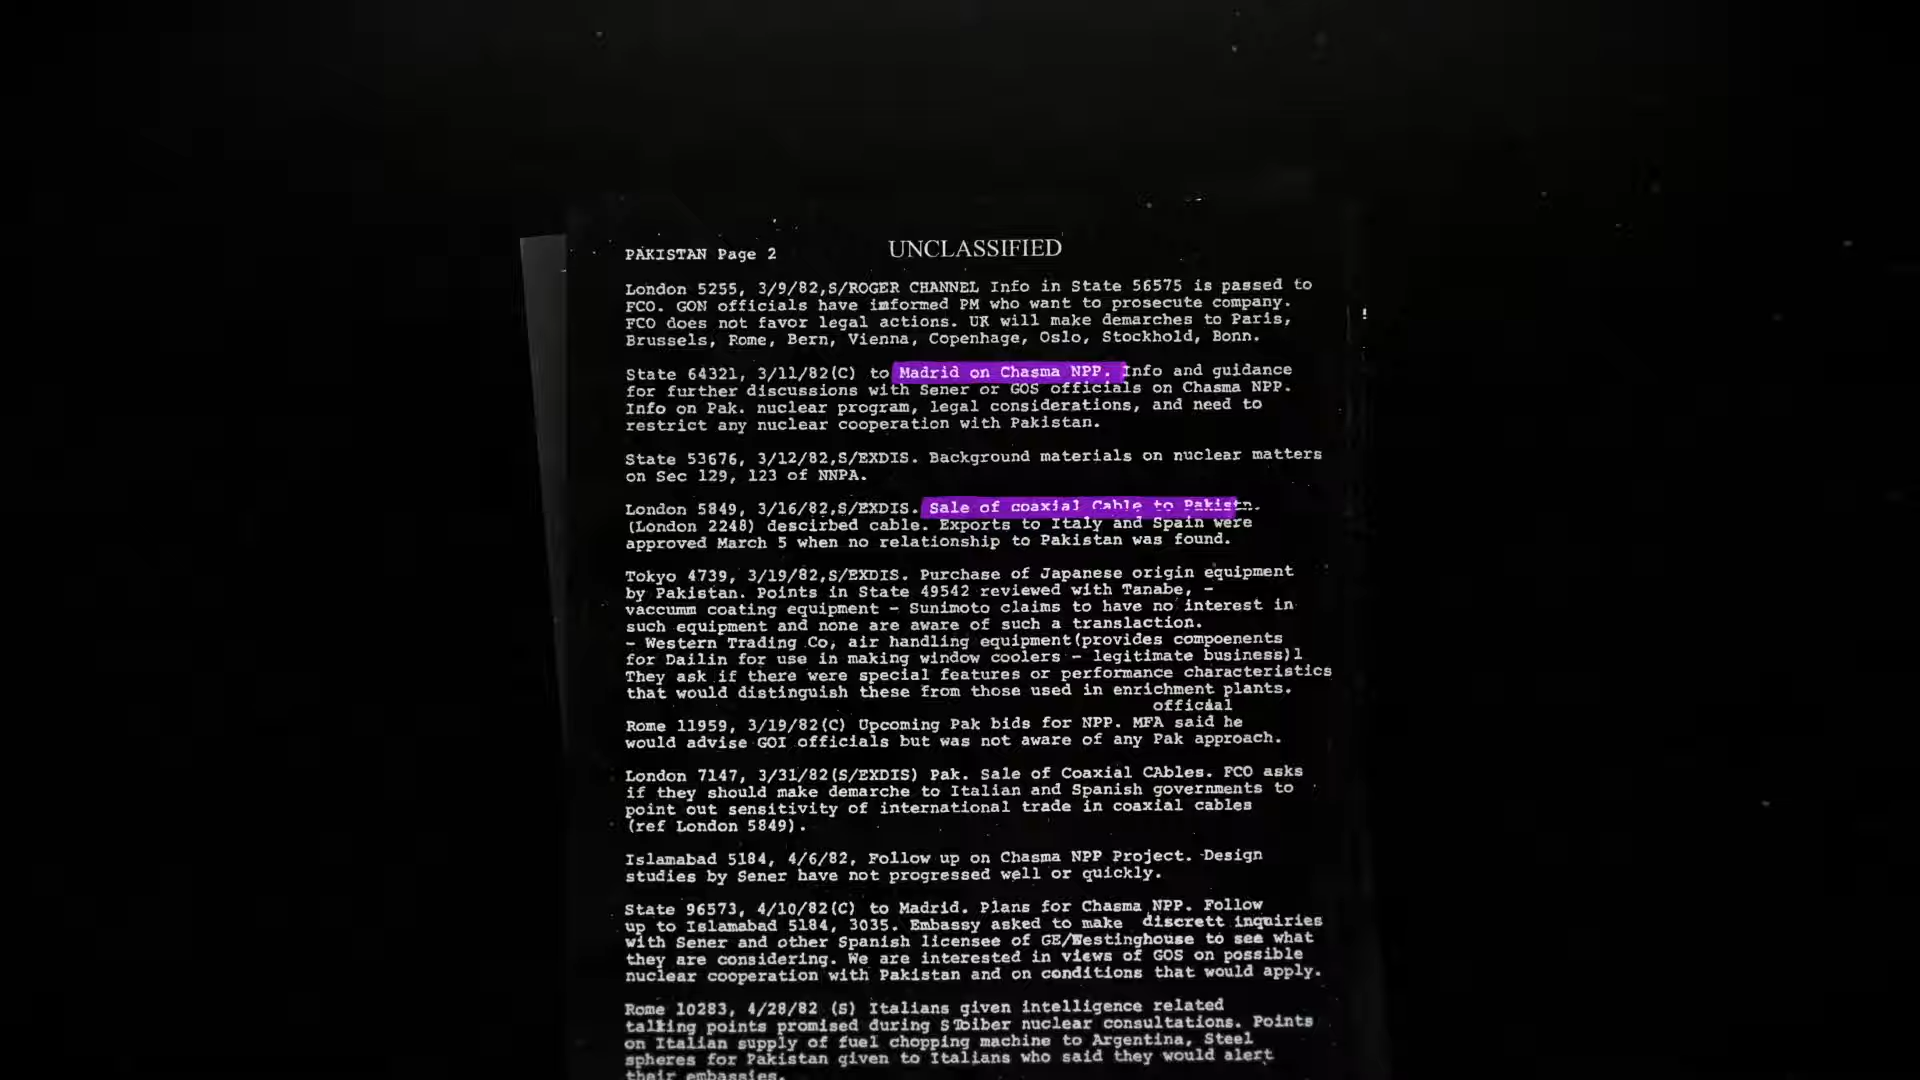 PAKISTAN Page 2
UNCLASSIFIED
London 5255, 3/9/82,S/ROGER CHANNEL Info in State 56575 is passed to
FCO. GON officials have informed PM who want to prosecute company.
FCO does not favor legal actions. UK will make demarches to Paris,
Brussels, Rome, Bern, Vienna, Copenhage, Oslo, Stockhold, Bonn.
State 64321, 3/11/82(C) to Madrid on Chasma NPP. Info and guidance
for further discussions with Sener or GOS officials on Chasma NPP.
Info on Pak. nuclear program, legal considerations, and need to
restrict any nuclear cooperation with Pakistan.
State 53676, 3/12/82,S/EXDIS. Background materials on nuclear matters
on Sec 129, 123 of NNPA.
London 5849, 3/16/82,S/EXDIS. Sale of coaxial Cable to Pakistn.
(London 2248) descirbed cable. Exports to Italy and Spain were
approved March 5 when no relationship to Pakistan was found.
Tokyo 4739, 3/19/82,S/EXDIS. Purchase of Japanese origin equipment
by Pakistan. Points in State 49542 reviewed with Tanabe, -
vaccumm coating equipment - Sunimoto claims to have no interest in
such equipment and none are aware of such a translaction.
- Western Trading Co, air handling equipment(provides compoenents
for Dailin for use in making window coolers - legitimate business)l
They ask if there were special features or performance characteristics
that would distinguish these from those used in enrichment plants.
official
Rome 11959, 3/19/82(C) Upcoming Pak bids for NPP. MFA said he
would advise GOI officials but was not aware of any Pak approach.
London 7147, 3/31/82(S/EXDIS) Pak. Sale of Coaxial CAbles. FCO asks
if they should make demarche to Italian and Spanish governments to
point out sensitivity of international trade in coaxial cables
(ref London 5849).
Islamabad 5184, 4/6/82, Follow up on Chasma NPP Project. Design
studies by Sener have not progressed well or quickly.
State 96573, 4/10/82(C) to Madrid. Plans for Chasma NPP. Follow
up to Islamabad 5184, 3035. Embassy asked to make discrett inquiries
with Sener and other Spanish licensee of GE/Westinghouse to see what
they are considering. We are interested in views of GOS on possible
nuclear cooperation with Pakistan and on conditions that would apply.
Rome 10283, 4/28/82 (S) Italians given intelligence related
talking points promised during SToiber nuclear consultations. Points
on Italian supply of fuel chopping machine to Argentina, Steel
spheres for Pakistan given to Italians who said they would alert
their embassies.